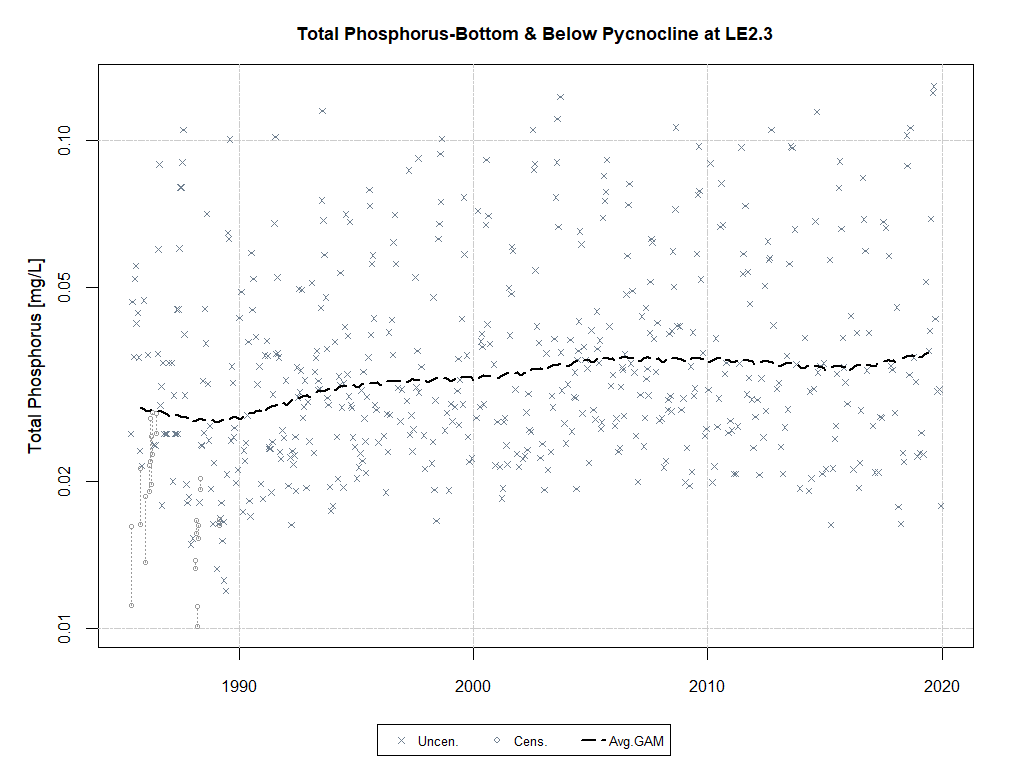 Total Phosphorus-Bottom & Below Pycnocline at LE2.3
Total Phosphorus [mg/L]
0.10
0.05
0.02
0.01
1990 2000 2010 2020
Uncen. Cens. Avg.GAM